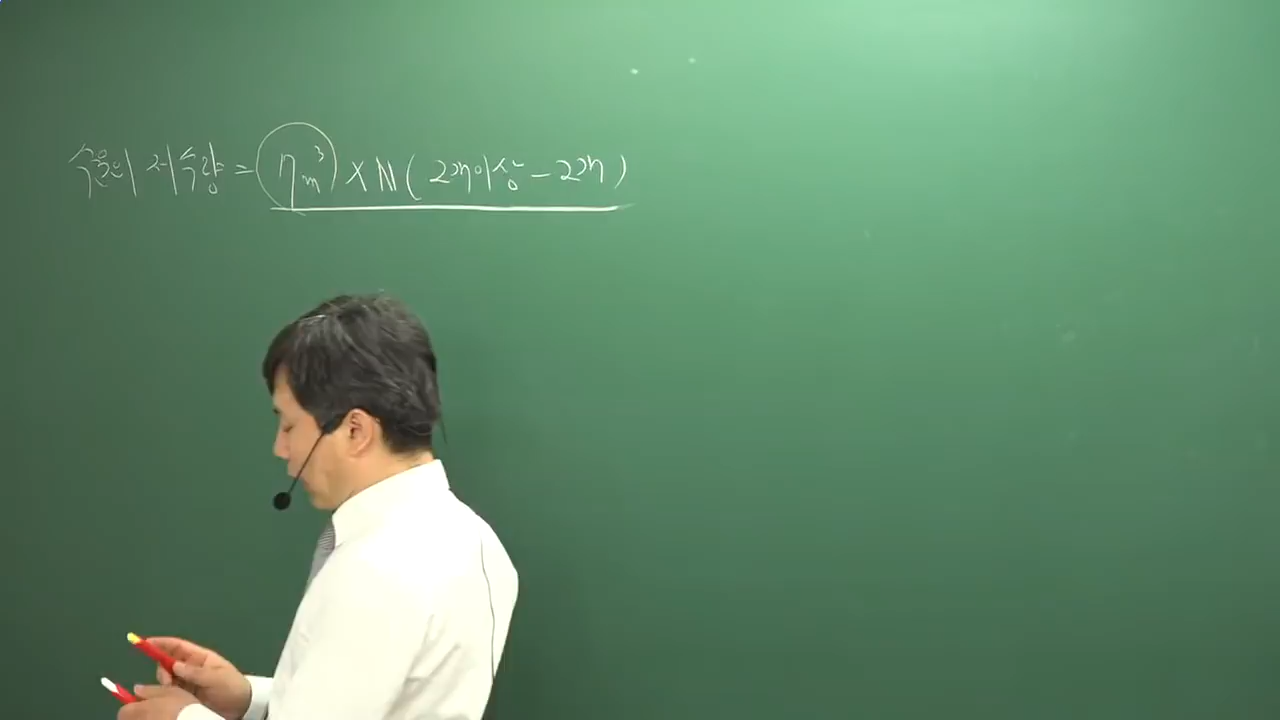 수원의 저수량 = 7m³ × N ( 2개이상 - 2개 )